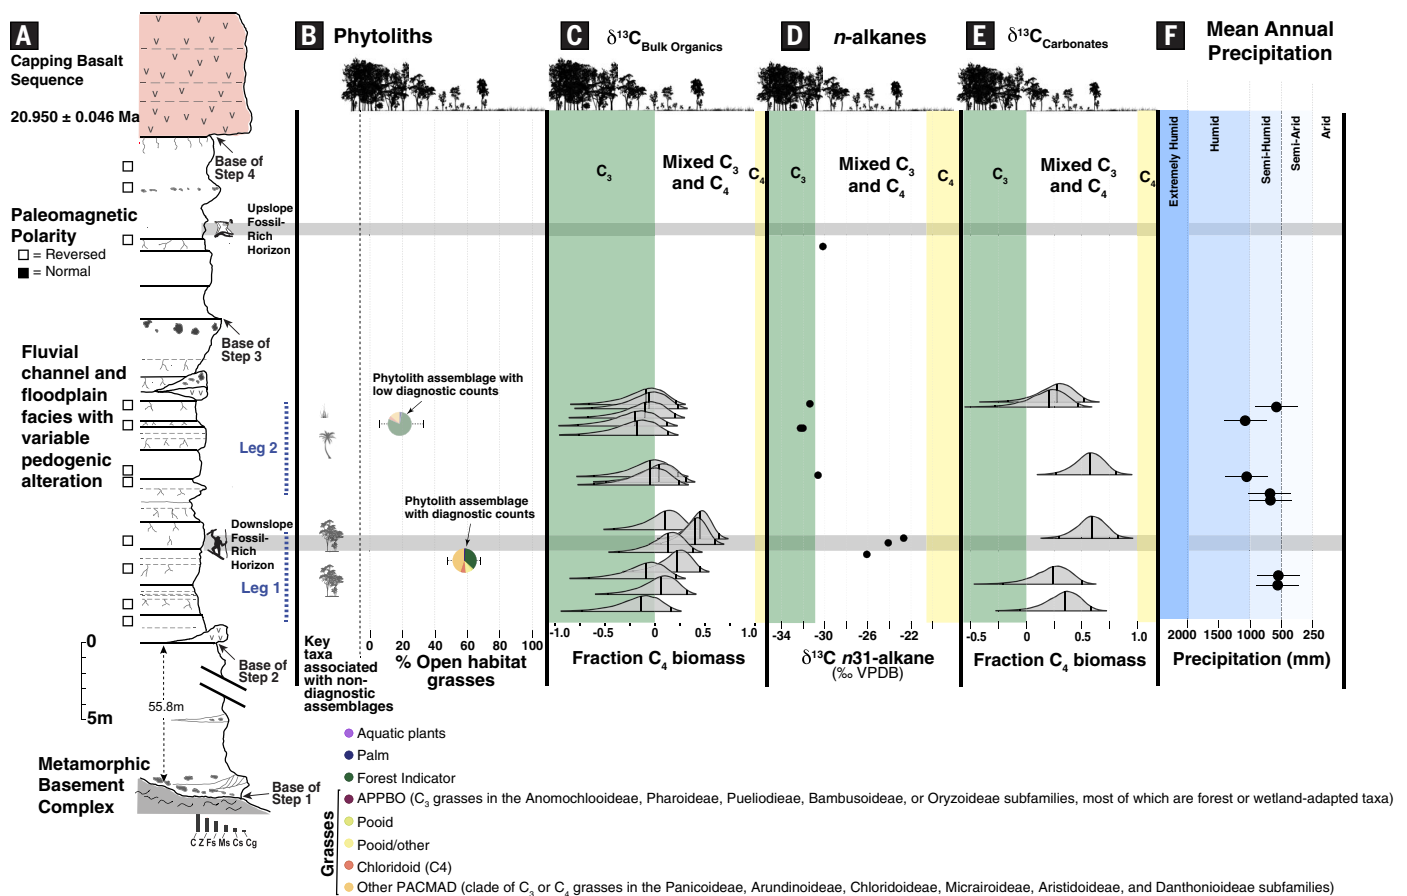 A
Capping Basalt
Sequence
20.950 ± 0.046 Ma
Base of
Step 4
Paleomagnetic
Polarity
= Reversed
= Normal
Upslope
Fossil-
Rich
Horizon
Base of
Step 3
Fluvial
channel and
floodplain
facies with
variable
pedogenic
alteration
Leg 2
Downslope
Fossil-
Rich
Horizon
Leg 1
0
Base of
Step 2
55.8m
5m
Metamorphic
Basement
Complex
Base of
Step 1
C Z Fs Ms Cs Cg
B Phytoliths
Phytolith assemblage with
low diagnostic counts
Phytolith assemblage
with diagnostic counts
Key
taxa
associated
with non-
diagnostic
assemblages
0 20 40 60 80 100
% Open habitat
grasses
C δ¹³C Bulk Organics
C₃
Mixed C₃
and C₄
C₄
-1.0 -0.5 0 0.5 1.0
Fraction C₄ biomass
D n-alkanes
C₃
Mixed C₃
and C₄
C₄
-34 -30 -26 -22
δ¹³C n31-alkane
(‰ VPDB)
E δ¹³C Carbonates
C₃
Mixed C₃
and C₄
C₄
-0.5 0 0.5 1.0
Fraction C₄ biomass
F Mean Annual
Precipitation
Extremely Humid
Humid
Semi-Humid
Semi-Arid
Arid
2000 1500 1000 500 250
Precipitation (mm)
Aquatic plants
Palm
Forest Indicator
Grasses
APPBO (C₃ grasses in the Anomochlooideae, Pharoideae, Pueliodieae, Bambusoideae, or Oryzoideae subfamilies, most of which are forest or wetland-adapted taxa)
Pooid
Pooid/other
Chloridoid (C4)
Other PACMAD (clade of C₃ or C₄ grasses in the Panicoideae, Arundinoideae, Chloridoideae, Micrairoideae, Aristidoideae, and Danthonioideae subfamilies)